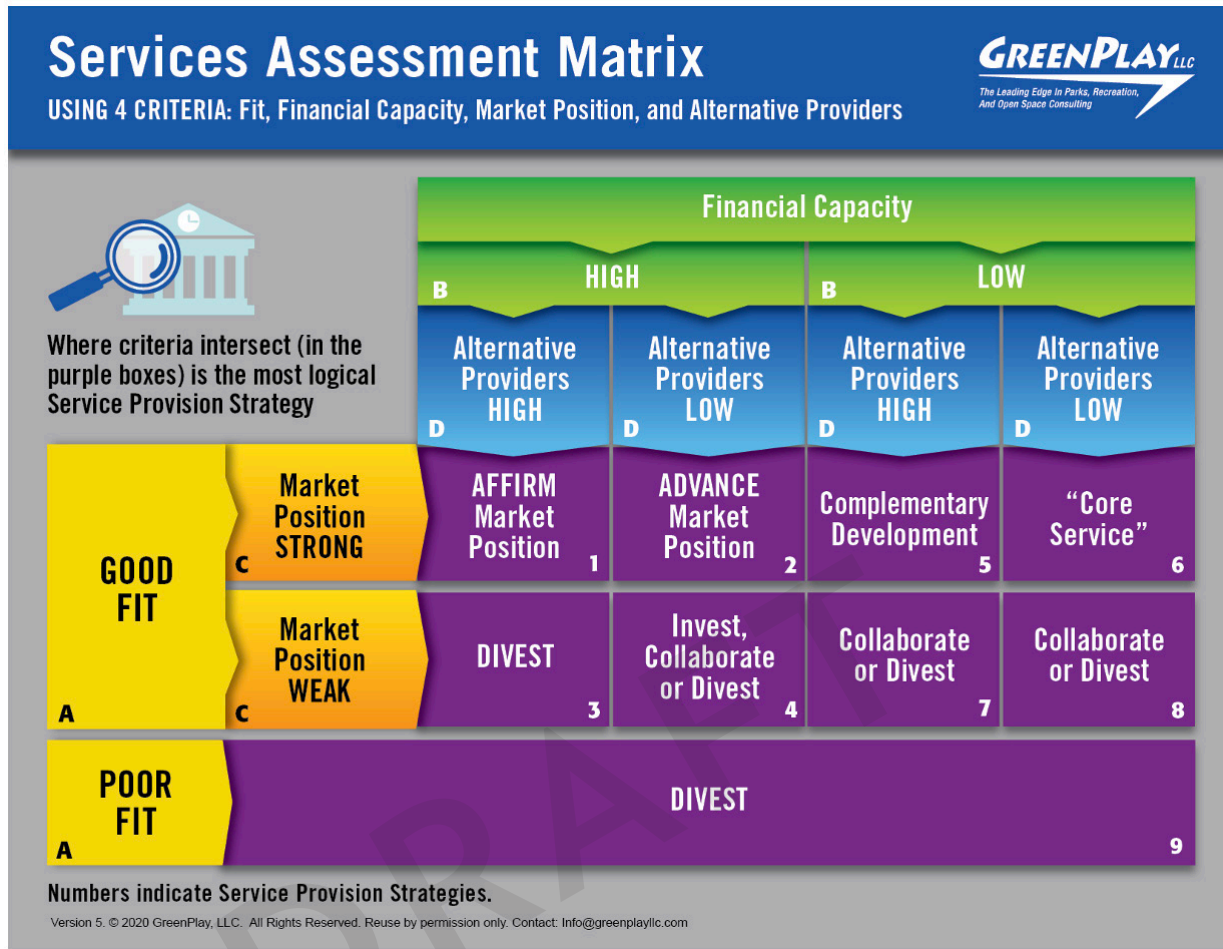 Services Assessment Matrix
USING 4 CRITERIA: Fit, Financial Capacity, Market Position, and Alternative Providers
GREENPLAY LLC
The Leading Edge In Parks, Recreation,
And Open Space Consulting
Where criteria intersect (in the
purple boxes) is the most logical
Service Provision Strategy
Financial Capacity
B
HIGH
B
LOW
Alternative
Providers
HIGH
D
Alternative
Providers
LOW
D
Alternative
Providers
HIGH
D
Alternative
Providers
LOW
D
GOOD
FIT
A
Market
Position
STRONG
C
AFFIRM
Market
Position
1
ADVANCE
Market
Position
2
Complementary
Development
5
“Core
Service”
6
Market
Position
WEAK
C
DIVEST
3
Invest,
Collaborate
or Divest
4
Collaborate
or Divest
7
Collaborate
or Divest
8
POOR
FIT
A
DIVEST
9
Numbers indicate Service Provision Strategies.
Version 5. © 2020 GreenPlay, LLC. All Rights Reserved. Reuse by permission only. Contact: Info@greenplayllc.com
DRAFT